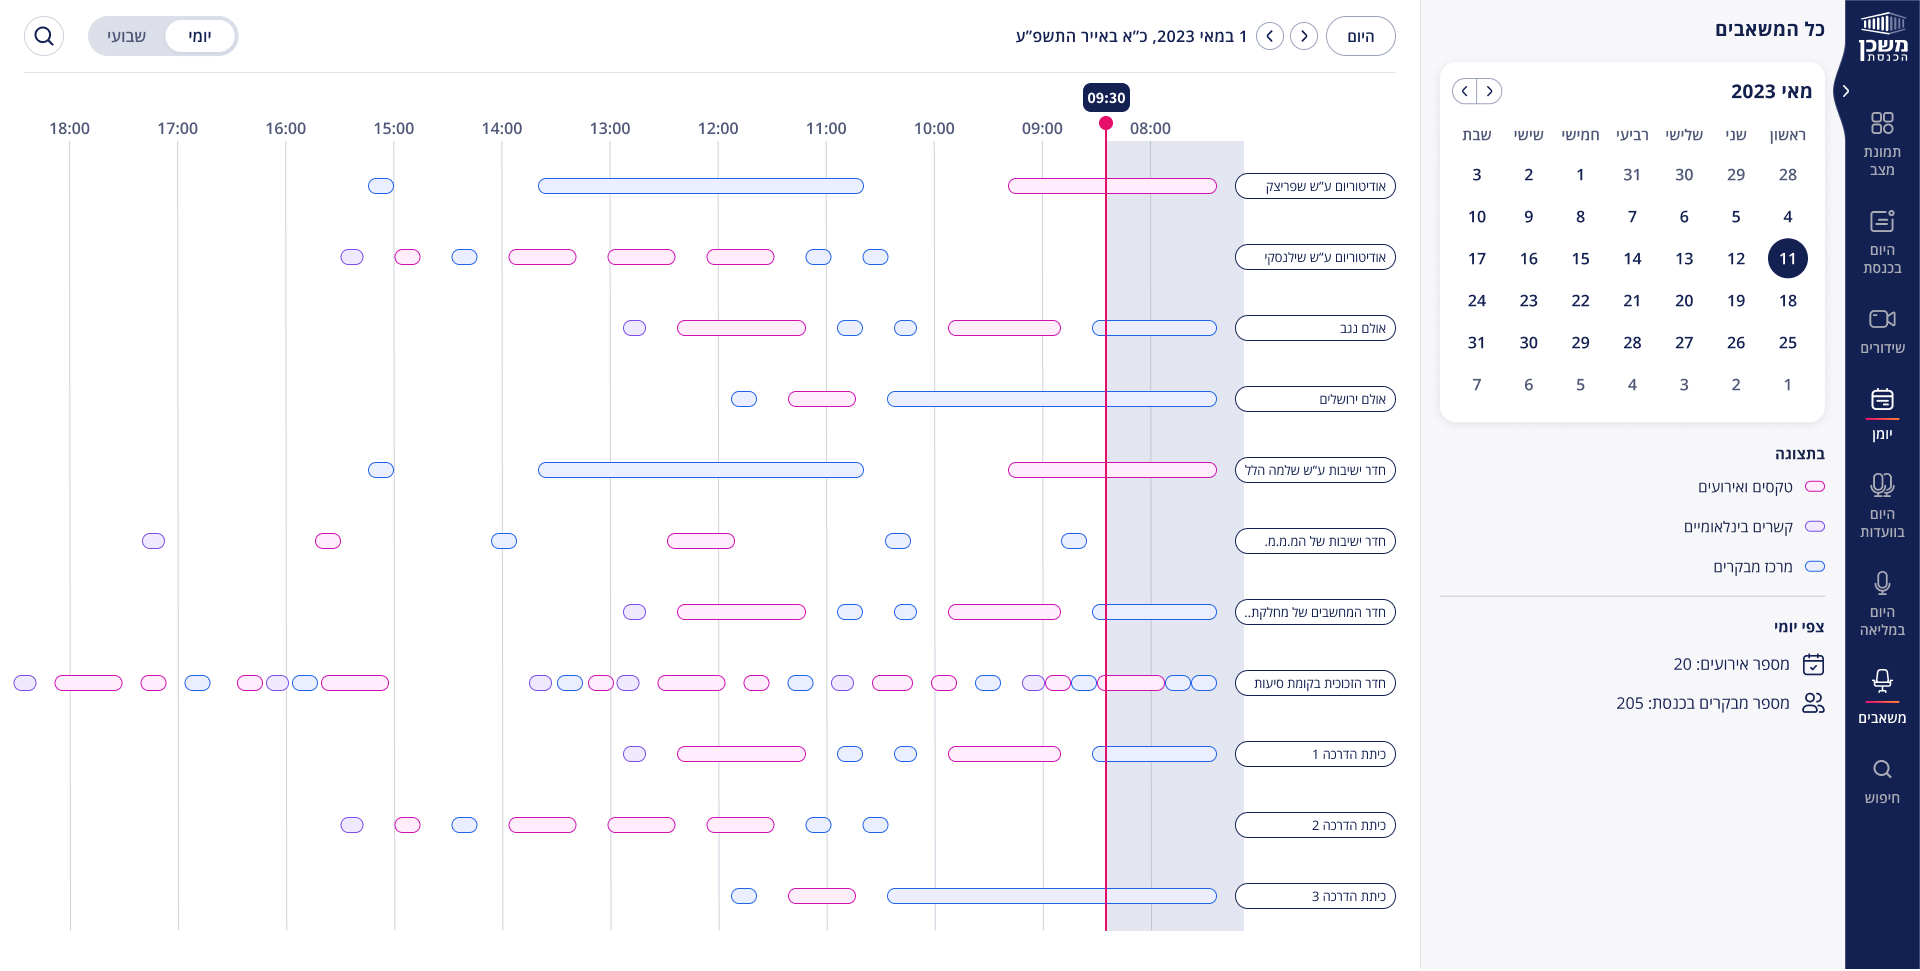 משכן
הכנסת
תמונת
מצב
היום
בכנסת
שידורים
יומן
היום
בוועדות
היום
במליאה
משאבים
חיפוש
כל המשאבים
מאי 2023
ראשון שני שלישי רביעי חמישי שישי שבת
28 29 30 31 1 2 3
4 5 6 7 8 9 10
11 12 13 14 15 16 17
18 19 20 21 22 23 24
25 26 27 28 29 30 31
1 2 3 4 5 6 7
בתצוגה
טקסים ואירועים
קשרים בינלאומיים
מרכז מבקרים
צפי יומי
מספר אירועים: 20
מספר מבקרים בכנסת: 205
היום
1 במאי 2023, כ״א באייר התשפ״ע
יומי
שבועי
09:30
08:00 09:00 10:00 11:00 12:00 13:00 14:00 15:00 16:00 17:00 18:00
אודיטוריום ע״ש שפריצק
אודיטוריום ע״ש שילנסקי
אולם נגב
אולם ירושלים
חדר ישיבות ע״ש שלמה הלל
חדר ישיבות של המ.מ.מ.
חדר המחשבים של מחלקת..
חדר הזכוכית בקומת סיעות
כיתת הדרכה 1
כיתת הדרכה 2
כיתת הדרכה 3